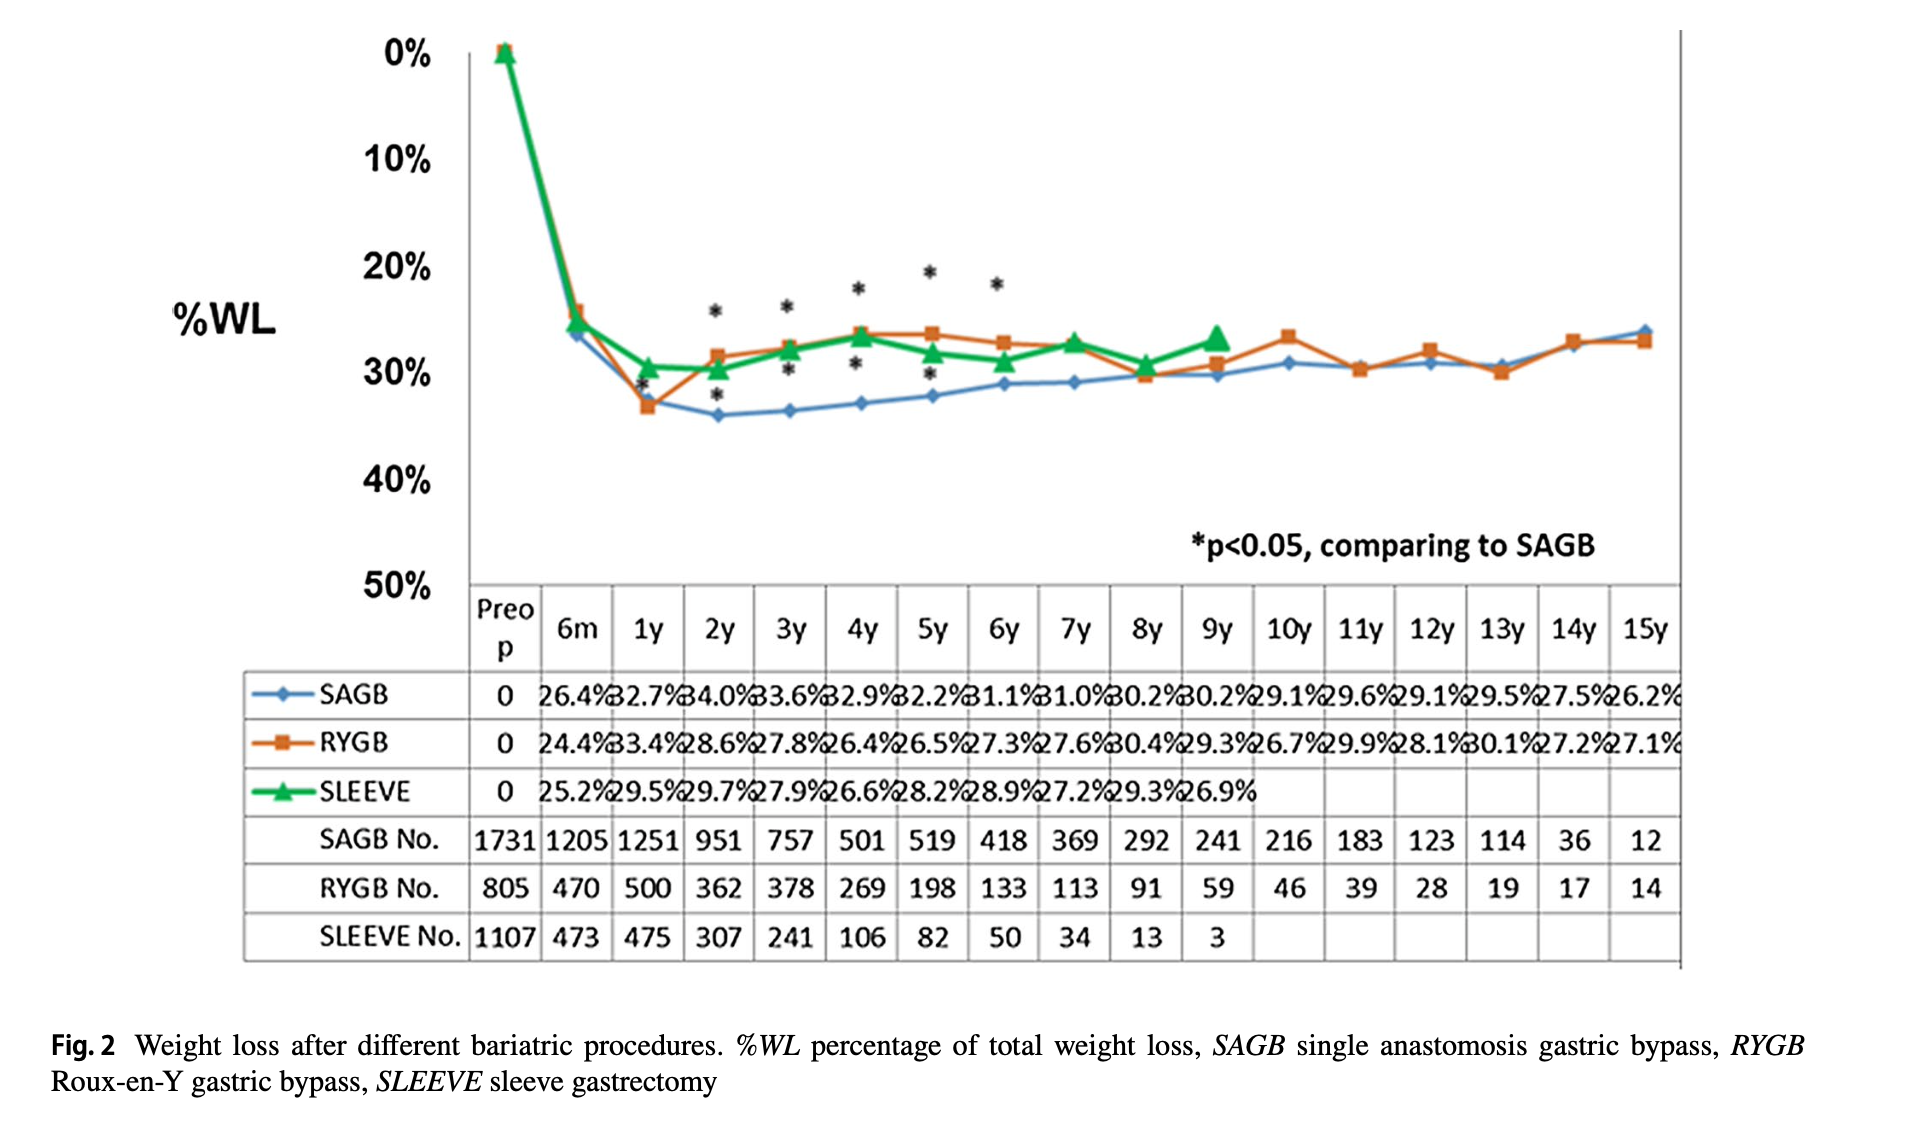 0%
10%
20%
%WL
30%
40%
50%
* * * * *
* * * * *
*p<0.05, comparing to SAGB
Preo
p 6m 1y 2y 3y 4y 5y 6y 7y 8y 9y 10y 11y 12y 13y 14y 15y
SAGB 0 26.4% 32.7% 34.0% 33.6% 32.9% 32.2% 31.1% 31.0% 30.2% 30.2% 29.1% 29.6% 29.1% 29.5% 27.5% 26.2%
RYGB 0 24.4% 33.4% 28.6% 27.8% 26.4% 26.5% 27.3% 27.6% 30.4% 29.3% 26.7% 29.9% 28.1% 30.1% 27.2% 27.1%
SLEEVE 0 25.2% 29.5% 29.7% 27.9% 26.6% 28.2% 28.9% 27.2% 29.3% 26.9%
SAGB No. 1731 1205 1251 951 757 501 519 418 369 292 241 216 183 123 114 36 12
RYGB No. 805 470 500 362 378 269 198 133 113 91 59 46 39 28 19 17 14
SLEEVE No. 1107 473 475 307 241 106 82 50 34 13 3
Fig. 2 Weight loss after different bariatric procedures. %WL percentage of total weight loss, SAGB single anastomosis gastric bypass, RYGB
Roux-en-Y gastric bypass, SLEEVE sleeve gastrectomy